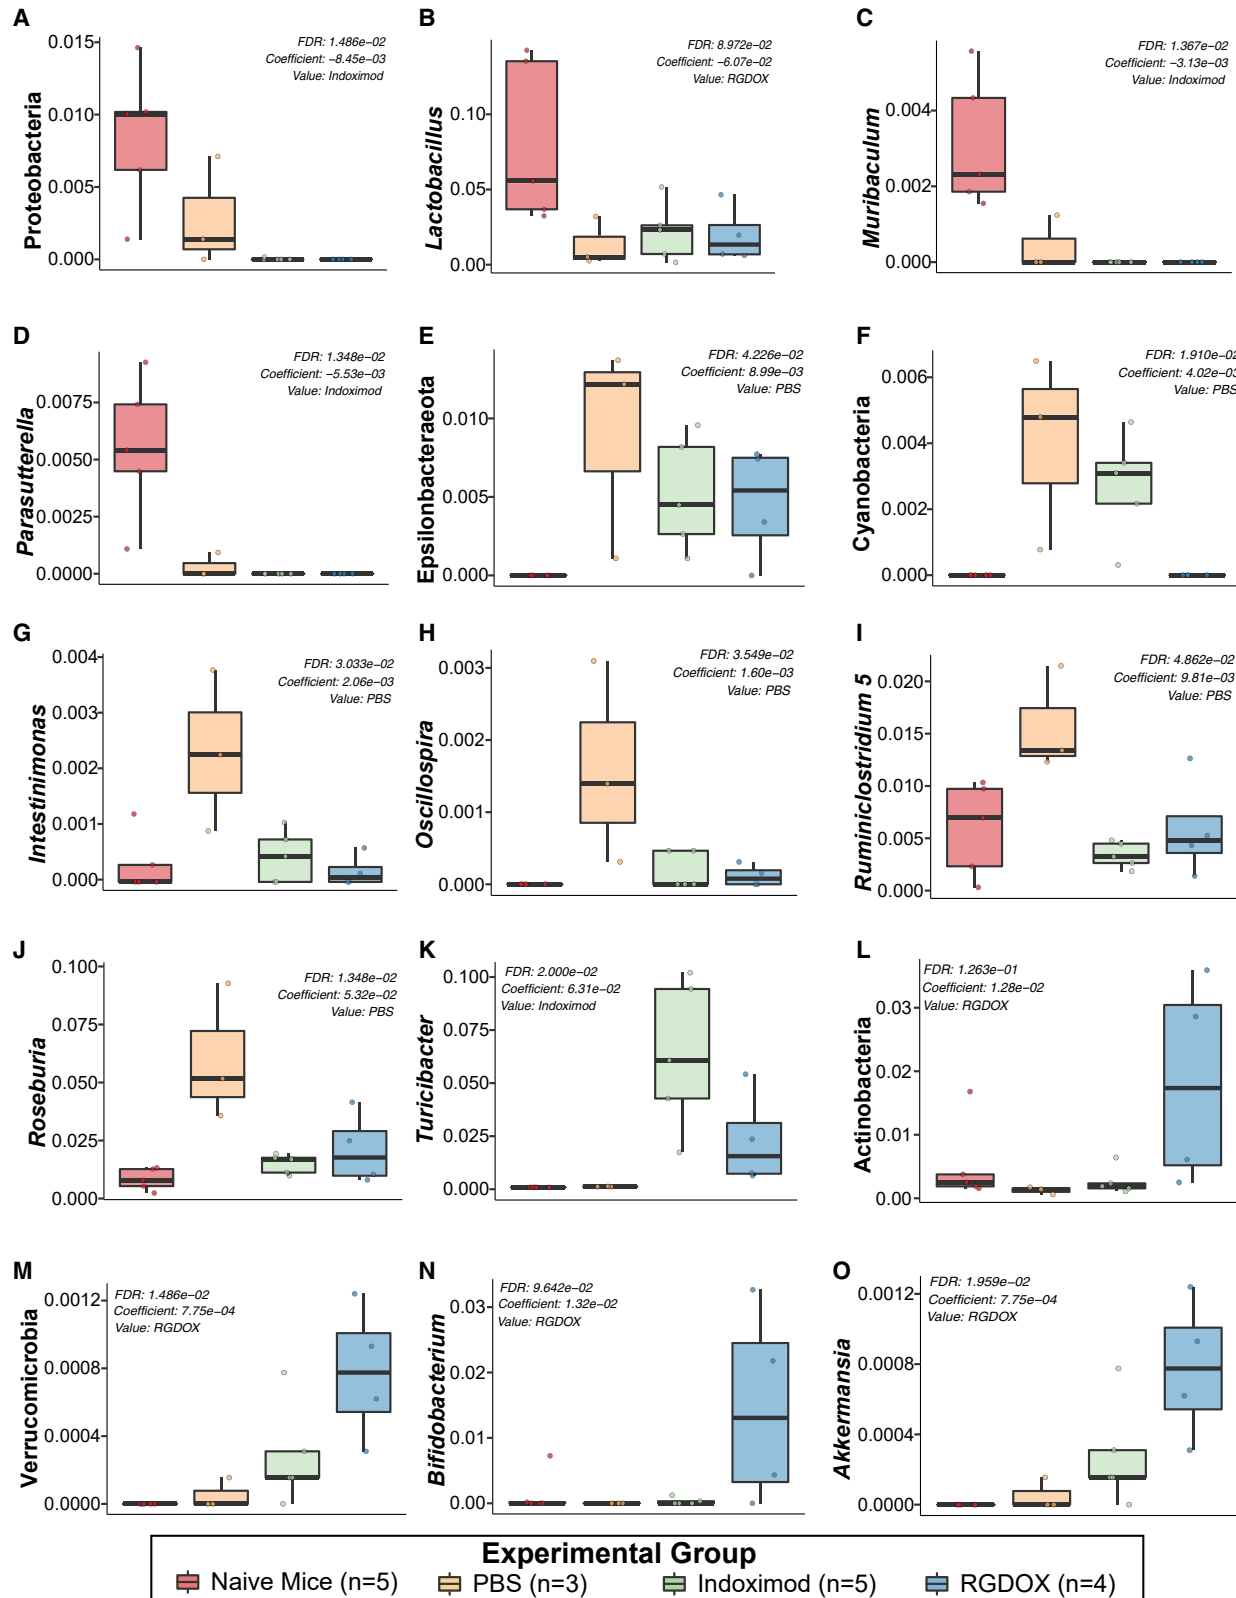 A
Proteobacteria
0.015
0.010
0.005
0.000
FDR: 1.486e−02
Coefficient: −8.45e−03
Value: Indoximod
B
Lactobacillus
0.10
0.05
0.00
FDR: 8.972e−02
Coefficient: −6.07e−02
Value: RGDOX
C
Muribaculum
0.004
0.002
0.000
FDR: 1.367e−02
Coefficient: −3.13e−03
Value: Indoximod
D
Parasutterella
0.0075
0.0050
0.0025
0.0000
FDR: 1.348e−02
Coefficient: −5.53e−03
Value: Indoximod
E
Epsilonbacteraeota
0.010
0.005
0.000
FDR: 4.226e−02
Coefficient: 8.99e−03
Value: PBS
F
Cyanobacteria
0.006
0.004
0.002
0.000
FDR: 1.910e−02
Coefficient: 4.02e−03
Value: PBS
G
Intestinimonas
0.004
0.003
0.002
0.001
0.000
FDR: 3.033e−02
Coefficient: 2.06e−03
Value: PBS
H
Oscillospira
0.003
0.002
0.001
0.000
FDR: 3.549e−02
Coefficient: 1.60e−03
Value: PBS
I
Ruminiclostridium 5
0.020
0.015
0.010
0.005
0.000
FDR: 4.862e−02
Coefficient: 9.81e−03
Value: PBS
J
Roseburia
0.100
0.075
0.050
0.025
0.000
FDR: 1.348e−02
Coefficient: 5.32e−02
Value: PBS
K
Turicibacter
0.100
0.075
0.050
0.025
0.000
FDR: 2.000e−02
Coefficient: 6.31e−02
Value: Indoximod
L
Actinobacteria
0.03
0.02
0.01
0.00
FDR: 1.263e−01
Coefficient: 1.28e−02
Value: RGDOX
M
Verrucomicrobia
0.0012
0.0008
0.0004
0.0000
FDR: 1.486e−02
Coefficient: 7.75e−04
Value: RGDOX
N
Bifidobacterium
0.03
0.02
0.01
0.00
FDR: 9.642e−02
Coefficient: 1.32e−02
Value: RGDOX
O
Akkermansia
0.0012
0.0008
0.0004
0.0000
FDR: 1.959e−02
Coefficient: 7.75e−04
Value: RGDOX
Experimental Group
Naive Mice (n=5) PBS (n=3) Indoximod (n=5) RGDOX (n=4)